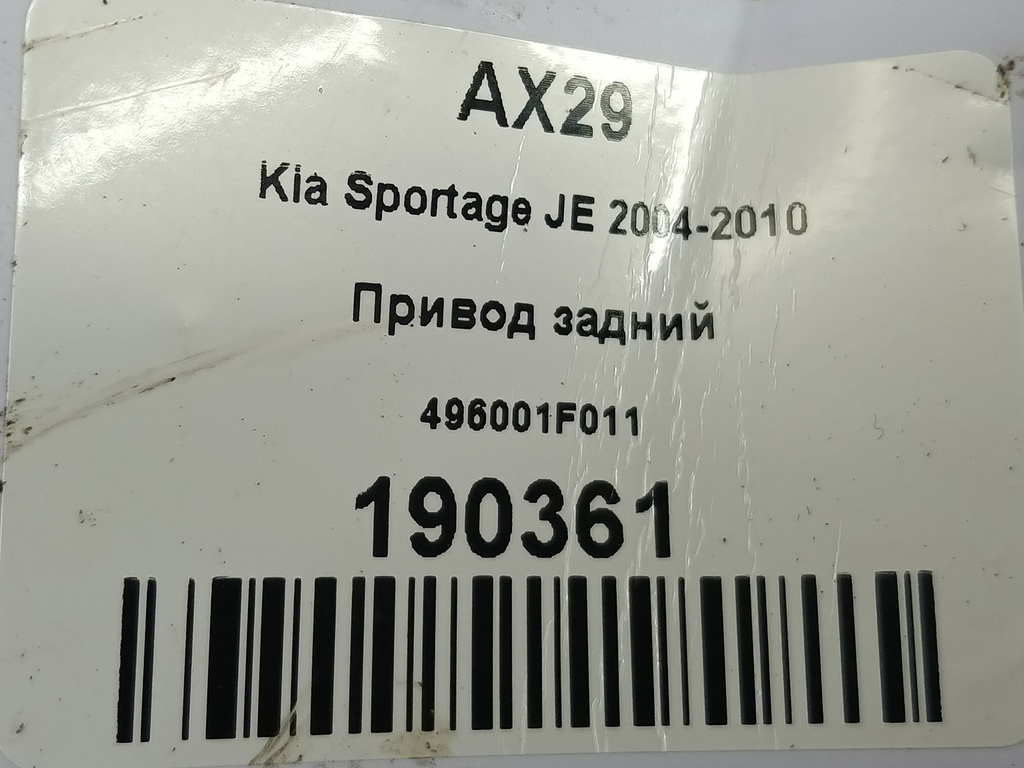 AX29
Kia Sportage JE 2004-2010
Привод задний
496001F011
190361